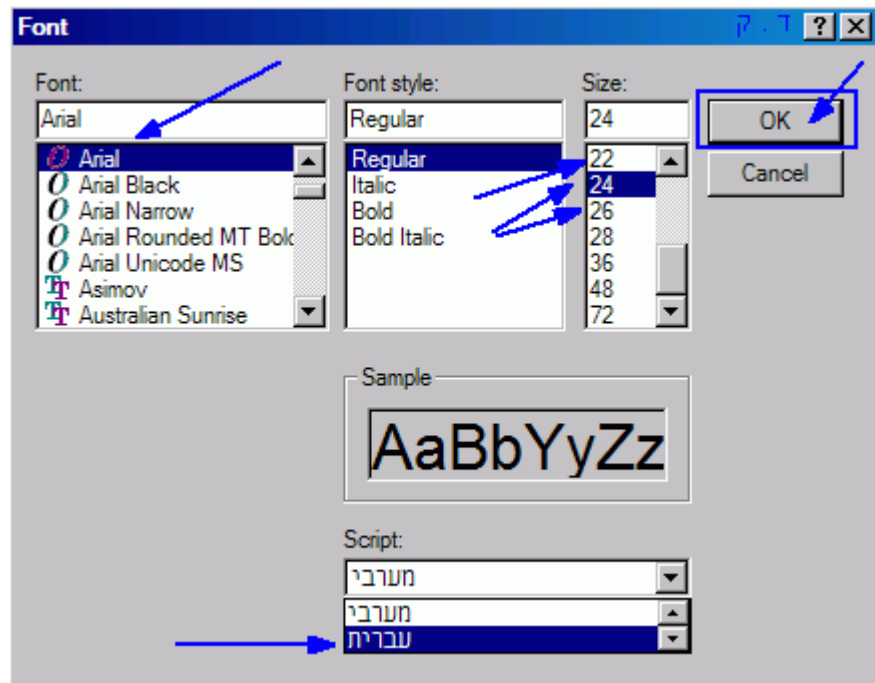 Font
ד . ק
Font:
Font style:
Size:
Arial
Regular
24
OK
Cancel
Arial
Arial Black
Arial Narrow
Arial Rounded MT Bold
Arial Unicode MS
Asimov
Australian Sunrise
Regular
Italic
Bold
Bold Italic
22
24
26
28
36
48
72
Sample
AaBbYyZz
Script:
מערבי
מערבי
עברית